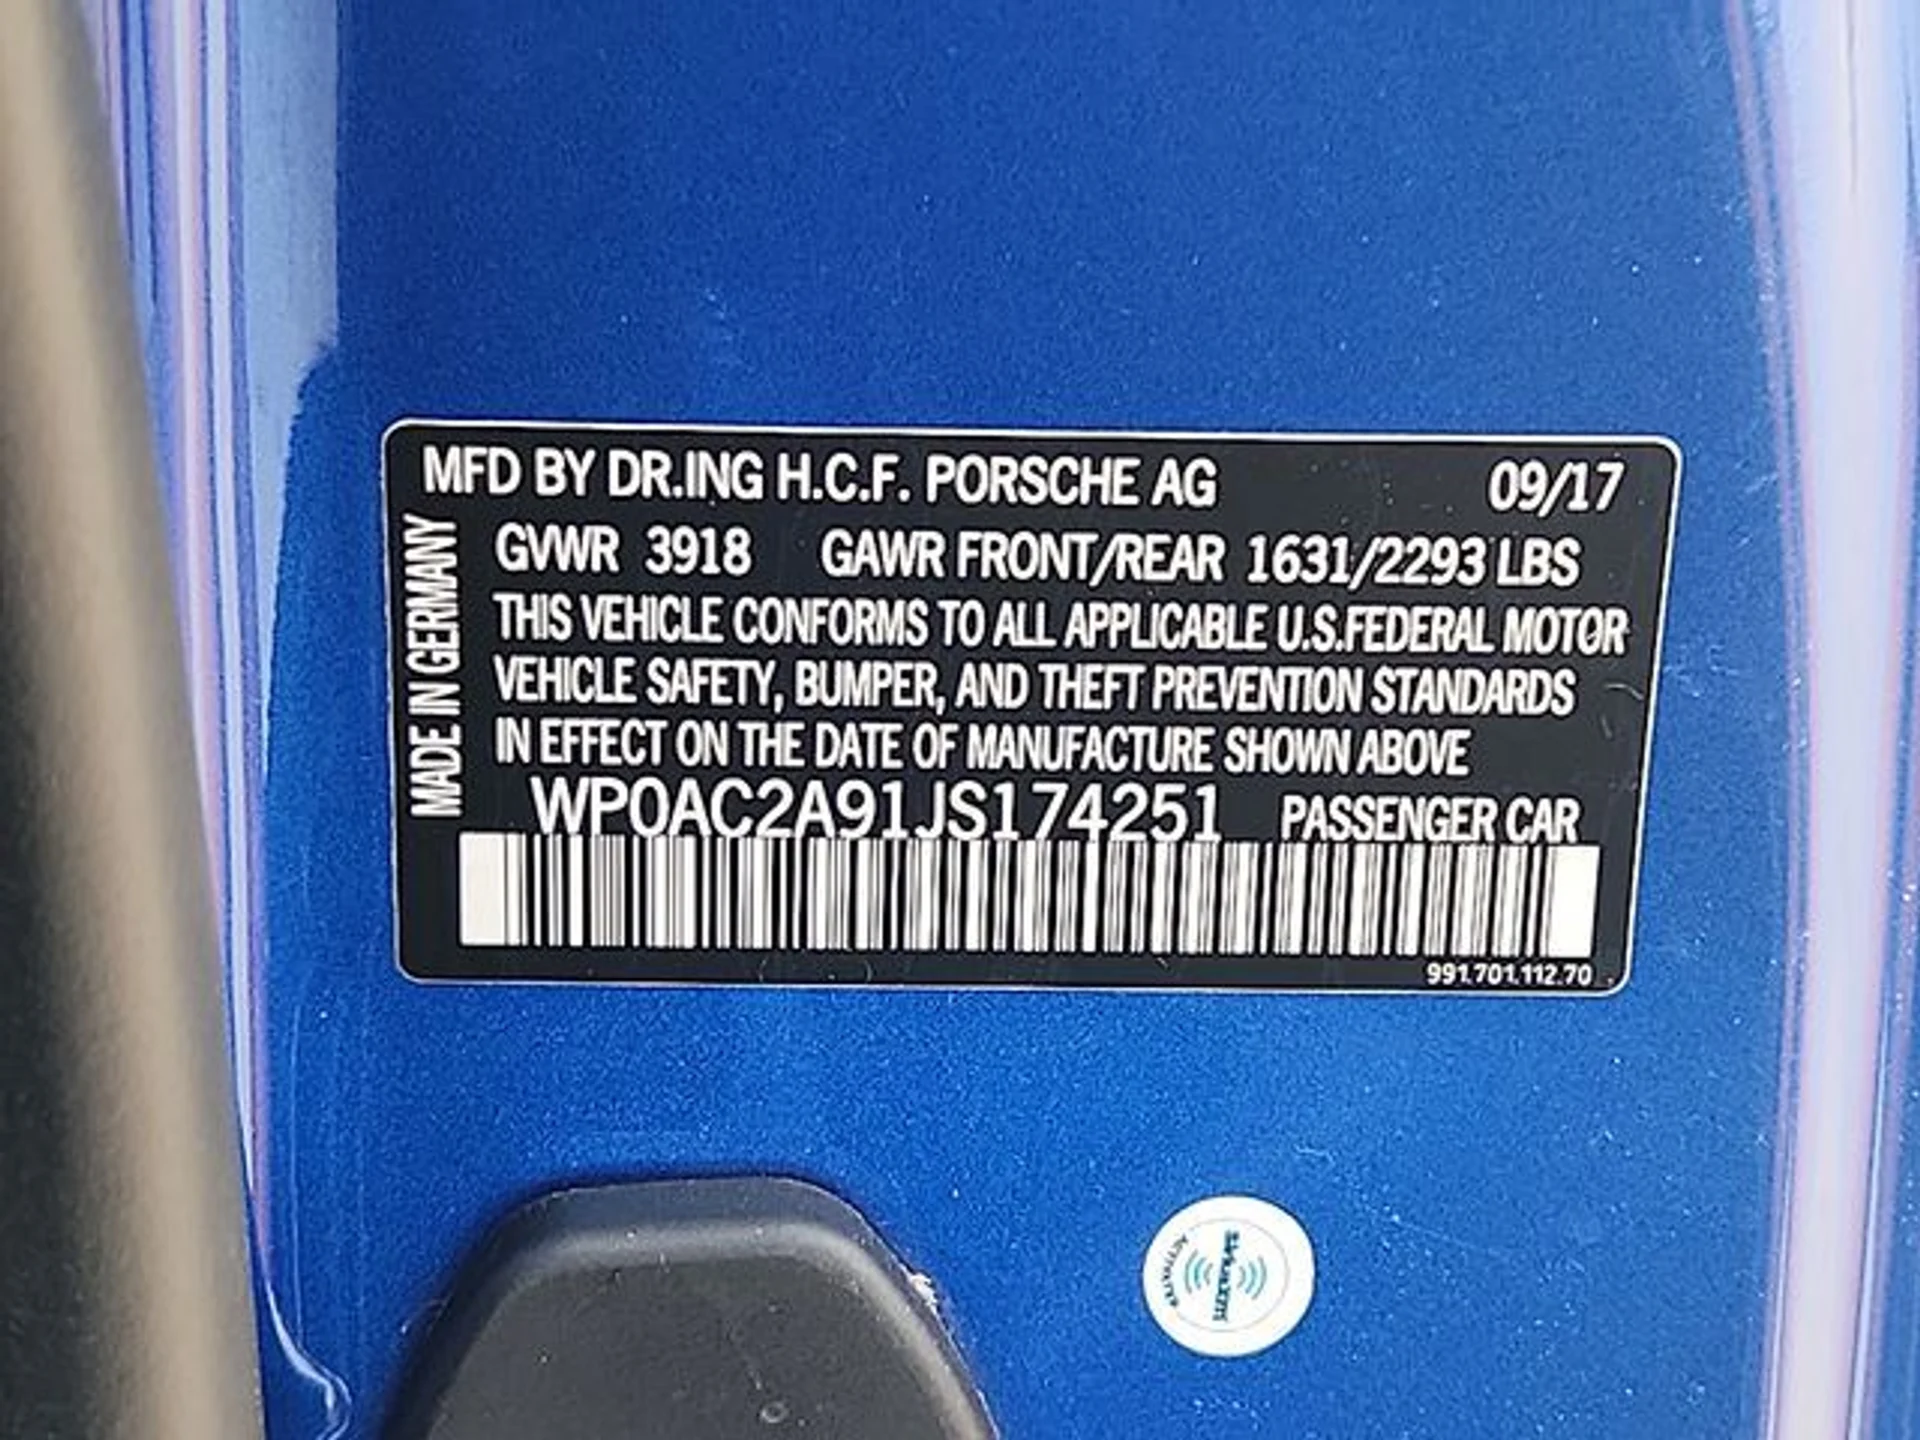 MFD BY DR.ING H.C.F. PORSCHE AG 09/17
MADE IN GERMANY
GVWR 3918 GAWR FRONT/REAR 1631/2293 LBS
THIS VEHICLE CONFORMS TO ALL APPLICABLE U.S.FEDERAL MOTOR
VEHICLE SAFETY, BUMPER, AND THEFT PREVENTION STANDARDS
IN EFFECT ON THE DATE OF MANUFACTURE SHOWN ABOVE
WP0AC2A91JS174251 PASSENGER CAR
991.701.112.70
SiriusXM
ACTIVATED